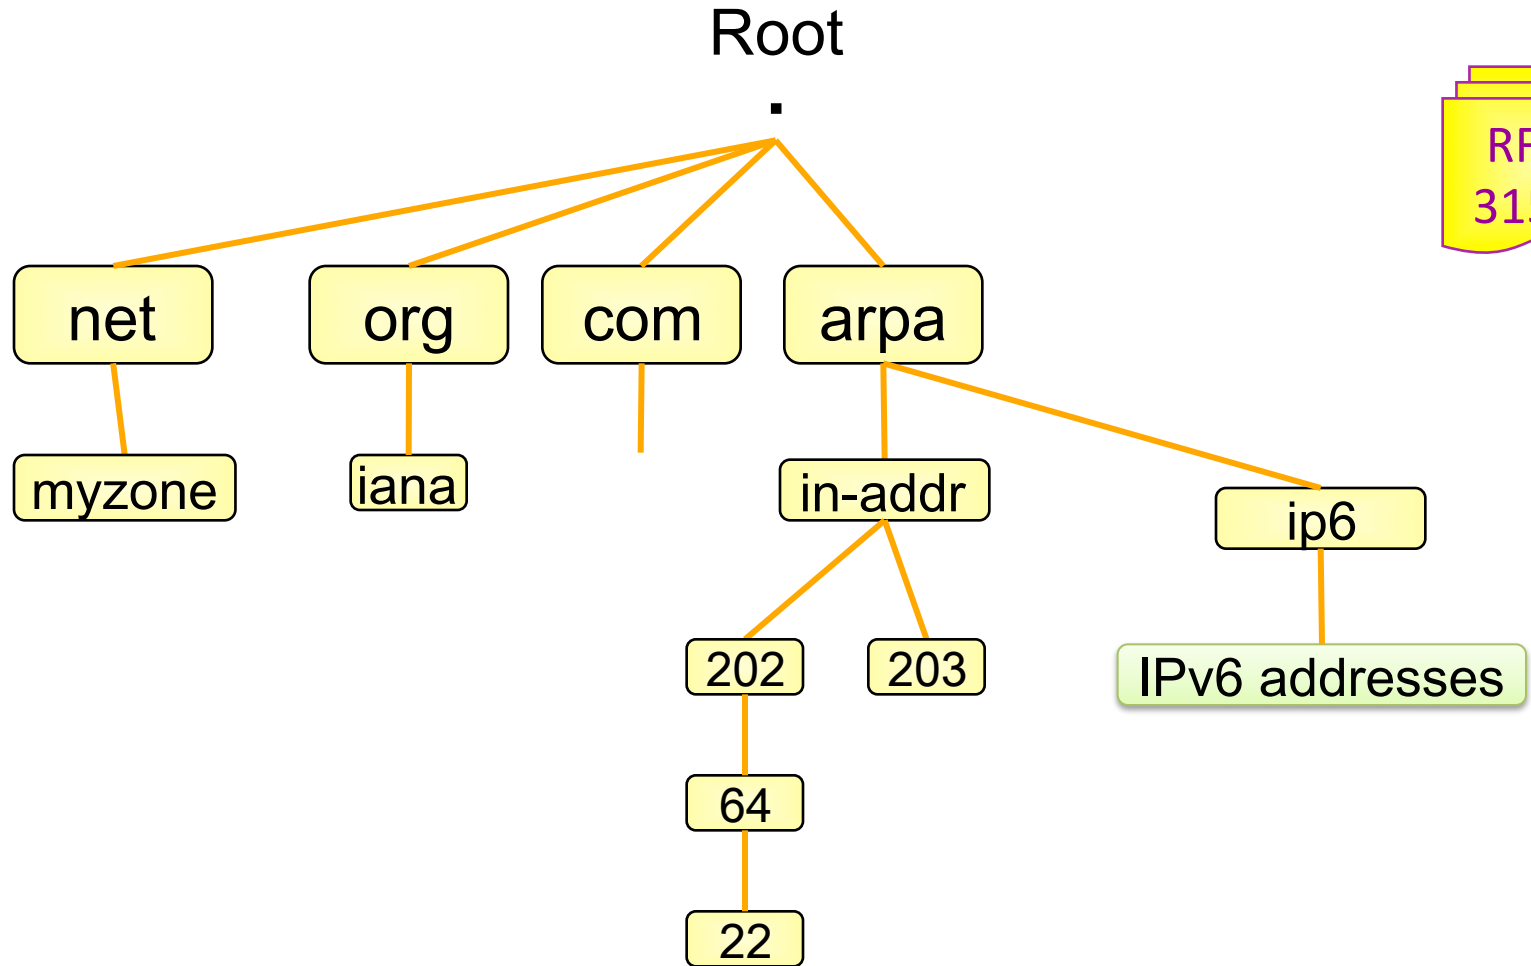 Root
.
net
org
com
arpa
myzone
iana
in-addr
ip6
202
203
IPv6 addresses
64
22